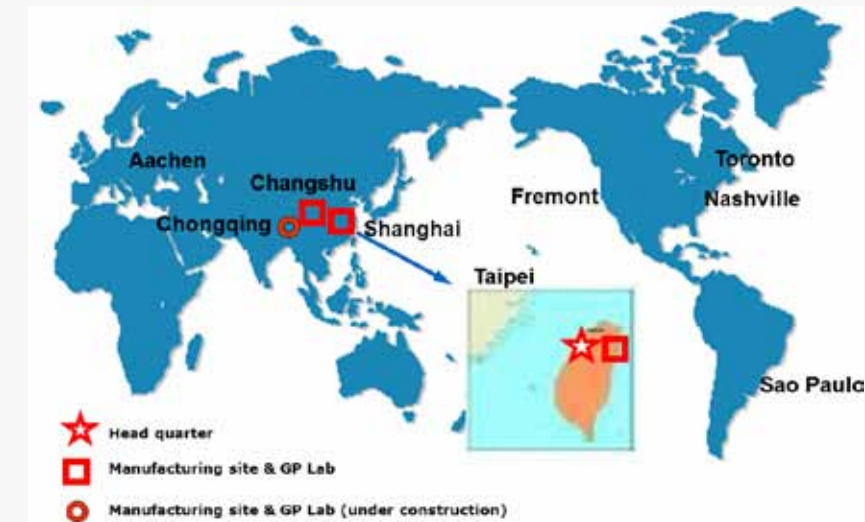 Aachen
Toronto
Changshu
Fremont
Nashville
Chongqing
Shanghai
Taipei
Sao Paulo
Head quarter
Manufacturing site & GP Lab
Manufacturing site & GP Lab (under construction)